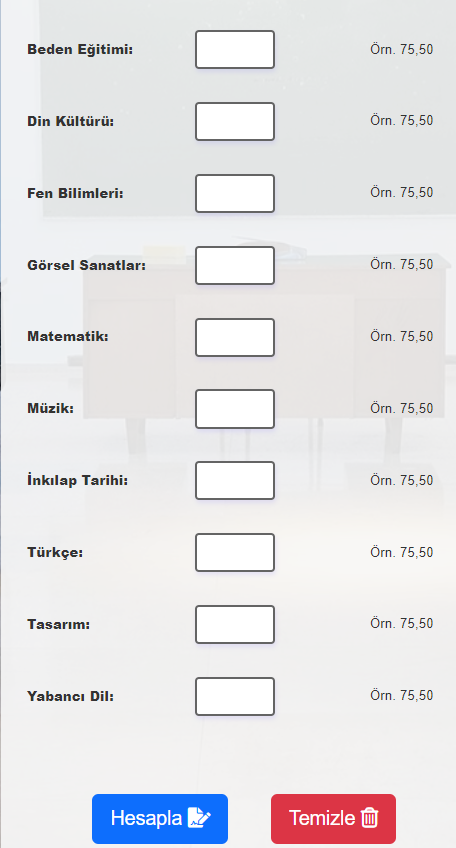 Beden Eğitimi: Örn. 75,50
Din Kültürü: Örn. 75,50
Fen Bilimleri: Örn. 75,50
Görsel Sanatlar: Örn. 75,50
Matematik: Örn. 75,50
Müzik: Örn. 75,50
İnkılap Tarihi: Örn. 75,50
Türkçe: Örn. 75,50
Tasarım: Örn. 75,50
Yabancı Dil: Örn. 75,50
Hesapla Temizle